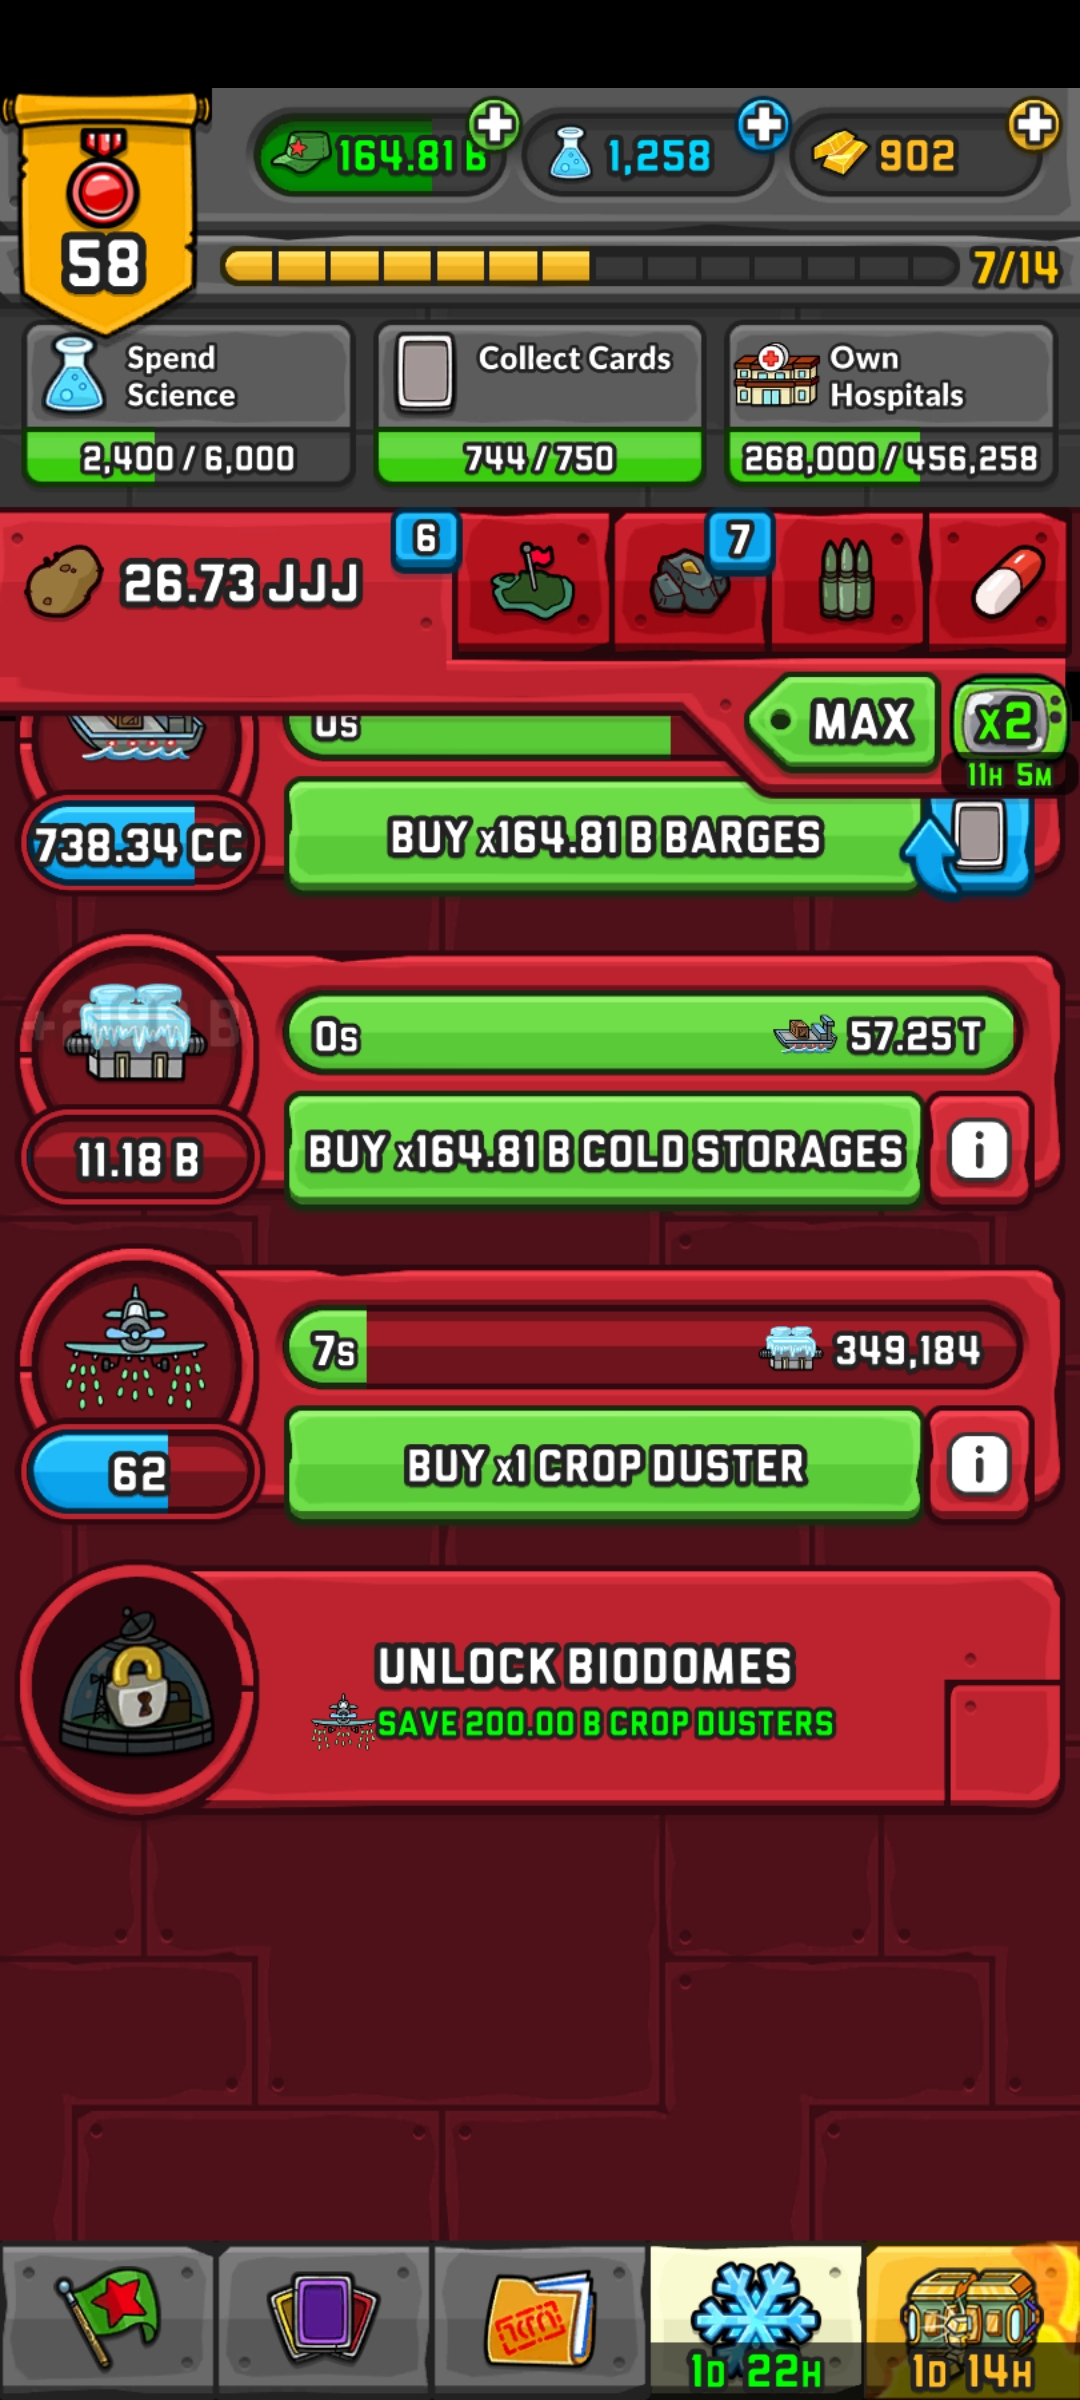 164.81 B
1,258
902
58
7/14
Spend
Science
2,400 / 6,000
Collect Cards
744 / 750
Own
Hospitals
268,000 / 456,258
26.73 JJJ
6
7
MAX
x2
11H 5M
0s
738.34 CC
BUY x164.81 B BARGES
0s
57.25 T
11.18 B
BUY x164.81 B COLD STORAGES
i
7s
349,184
62
BUY x1 CROP DUSTER
i
UNLOCK BIODOMES
SAVE 200.00 B CROP DUSTERS
1D 22H
1D 14H